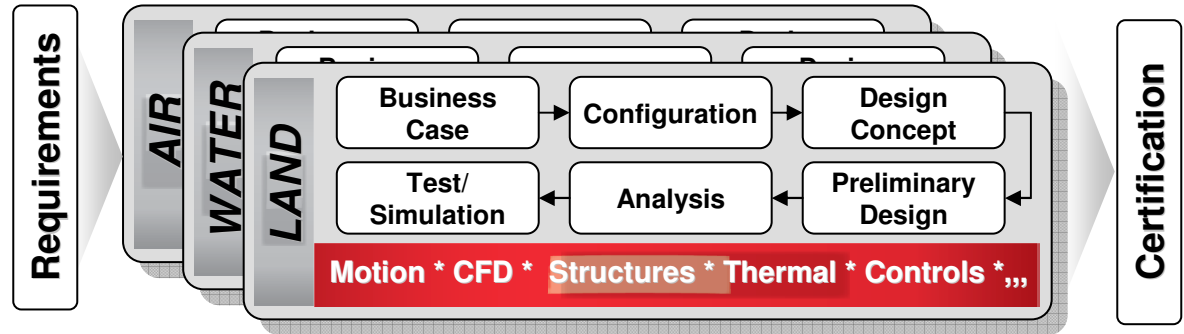 Requirements
AIR
WATER
LAND
Business
Case
Configuration
Design
Concept
Test/
Simulation
Analysis
Preliminary
Design
Motion * CFD * Structures * Thermal * Controls *,,,
Certification